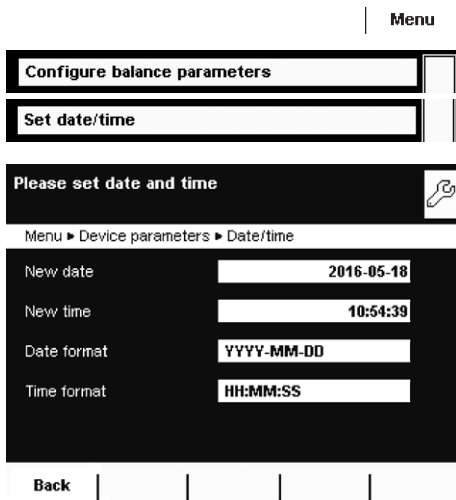 Menu
Configure balance parameters
Set date/time
Please set date and time
Menu ▸ Device parameters ▸ Date/time
New date 2016-05-18
New time 10:54:39
Date format YYYY-MM-DD
Time format HH:MM:SS
Back